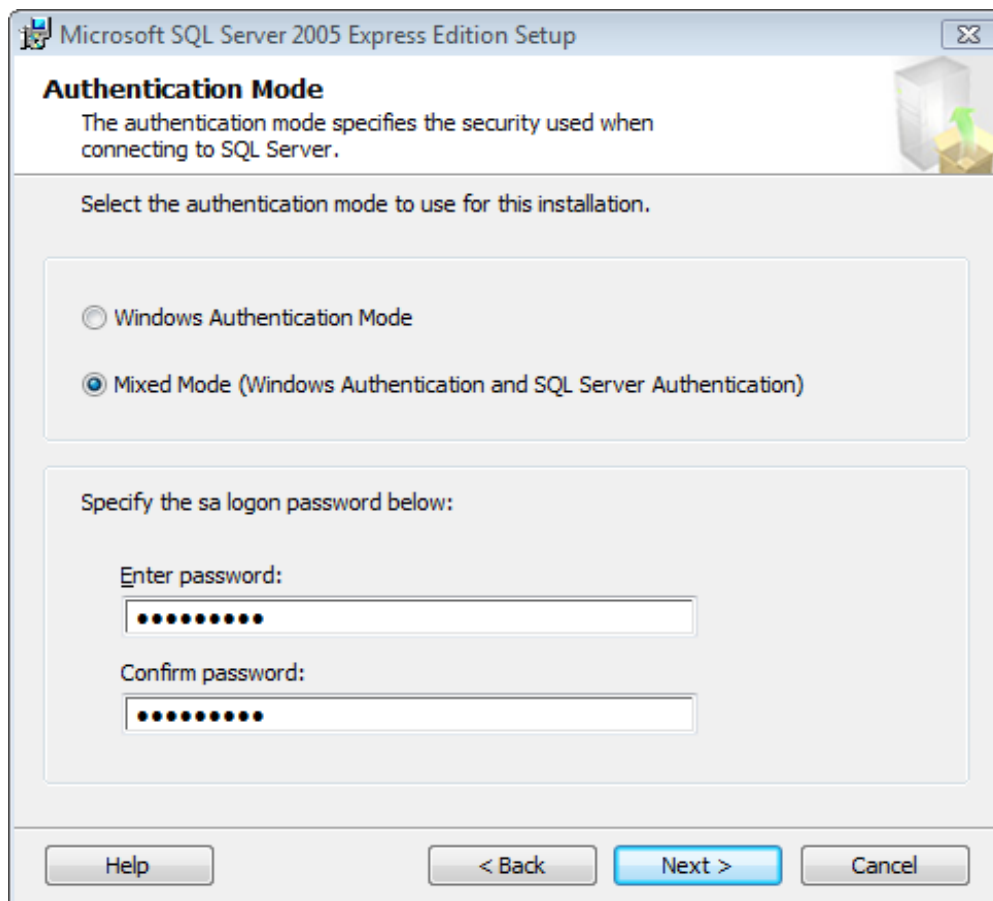 Microsoft SQL Server 2005 Express Edition Setup
Authentication Mode
The authentication mode specifies the security used when
connecting to SQL Server.
Select the authentication mode to use for this installation.
Windows Authentication Mode
Mixed Mode (Windows Authentication and SQL Server Authentication)
Specify the sa logon password below:
Enter password:
●●●●●●●●●
Confirm password:
●●●●●●●●●
Help
< Back
Next >
Cancel